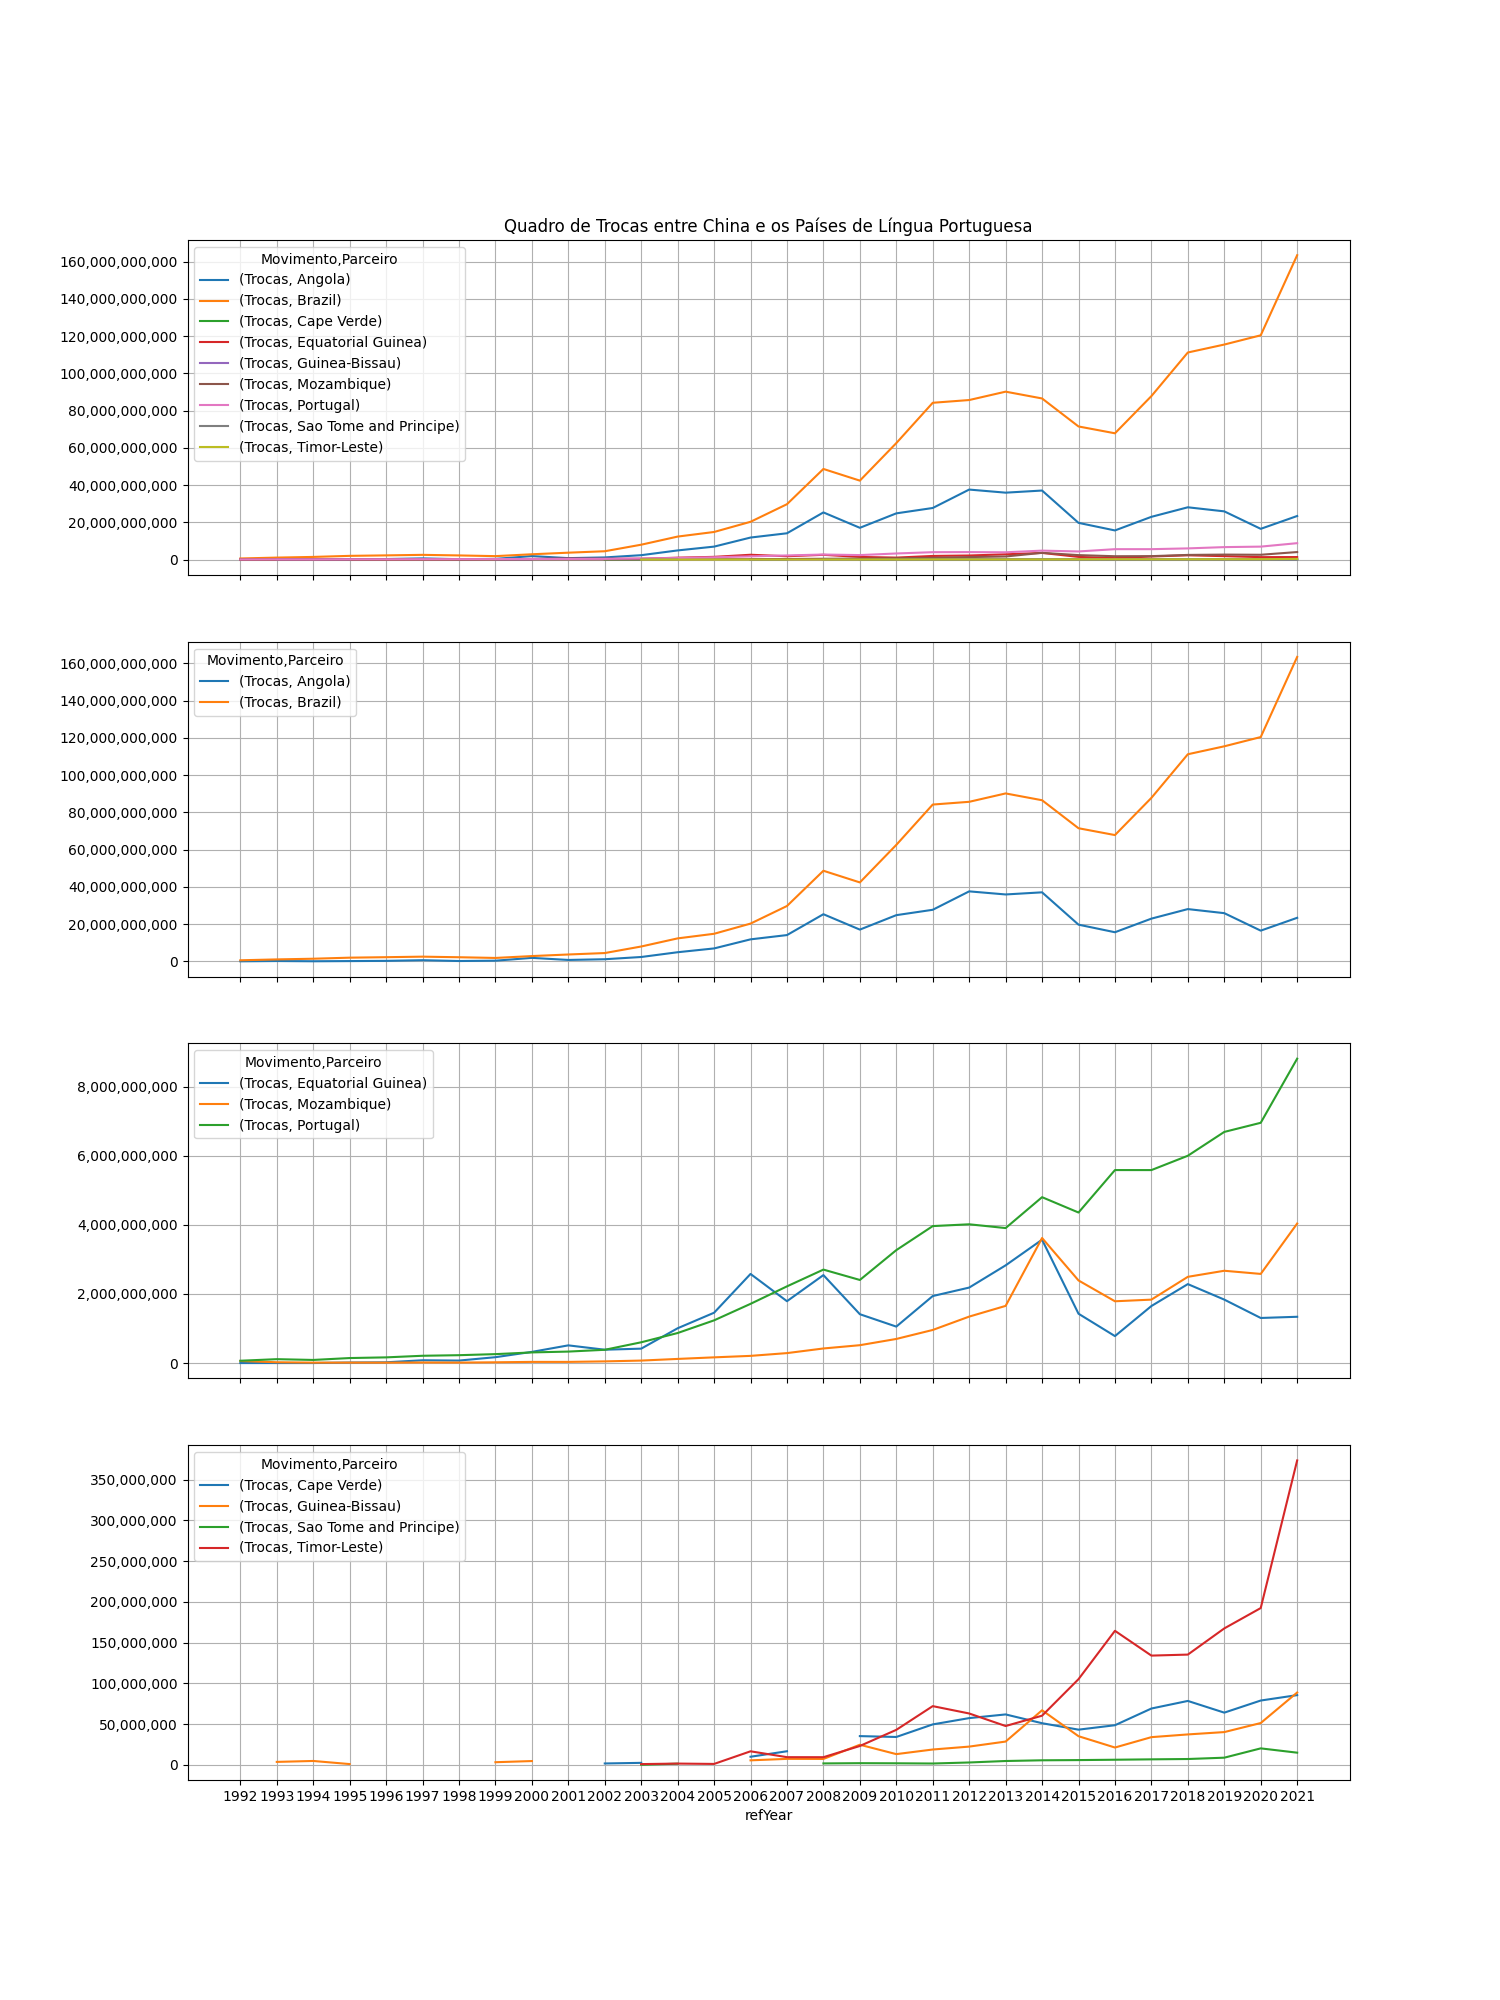 Quadro de Trocas entre China e os Países de Língua Portuguesa
Movimento,Parceiro
(Trocas, Angola)
(Trocas, Brazil)
(Trocas, Cape Verde)
(Trocas, Equatorial Guinea)
(Trocas, Guinea-Bissau)
(Trocas, Mozambique)
(Trocas, Portugal)
(Trocas, Sao Tome and Principe)
(Trocas, Timor-Leste)
160,000,000,000
140,000,000,000
120,000,000,000
100,000,000,000
80,000,000,000
60,000,000,000
40,000,000,000
20,000,000,000
0
Movimento,Parceiro
(Trocas, Angola)
(Trocas, Brazil)
160,000,000,000
140,000,000,000
120,000,000,000
100,000,000,000
80,000,000,000
60,000,000,000
40,000,000,000
20,000,000,000
0
Movimento,Parceiro
(Trocas, Equatorial Guinea)
(Trocas, Mozambique)
(Trocas, Portugal)
8,000,000,000
6,000,000,000
4,000,000,000
2,000,000,000
0
Movimento,Parceiro
(Trocas, Cape Verde)
(Trocas, Guinea-Bissau)
(Trocas, Sao Tome and Principe)
(Trocas, Timor-Leste)
350,000,000
300,000,000
250,000,000
200,000,000
150,000,000
100,000,000
50,000,000
0
1992 1993 1994 1995 1996 1997 1998 1999 2000 2001 2002 2003 2004 2005 2006 2007 2008 2009 2010 2011 2012 2013 2014 2015 2016 2017 2018 2019 2020 2021
refYear